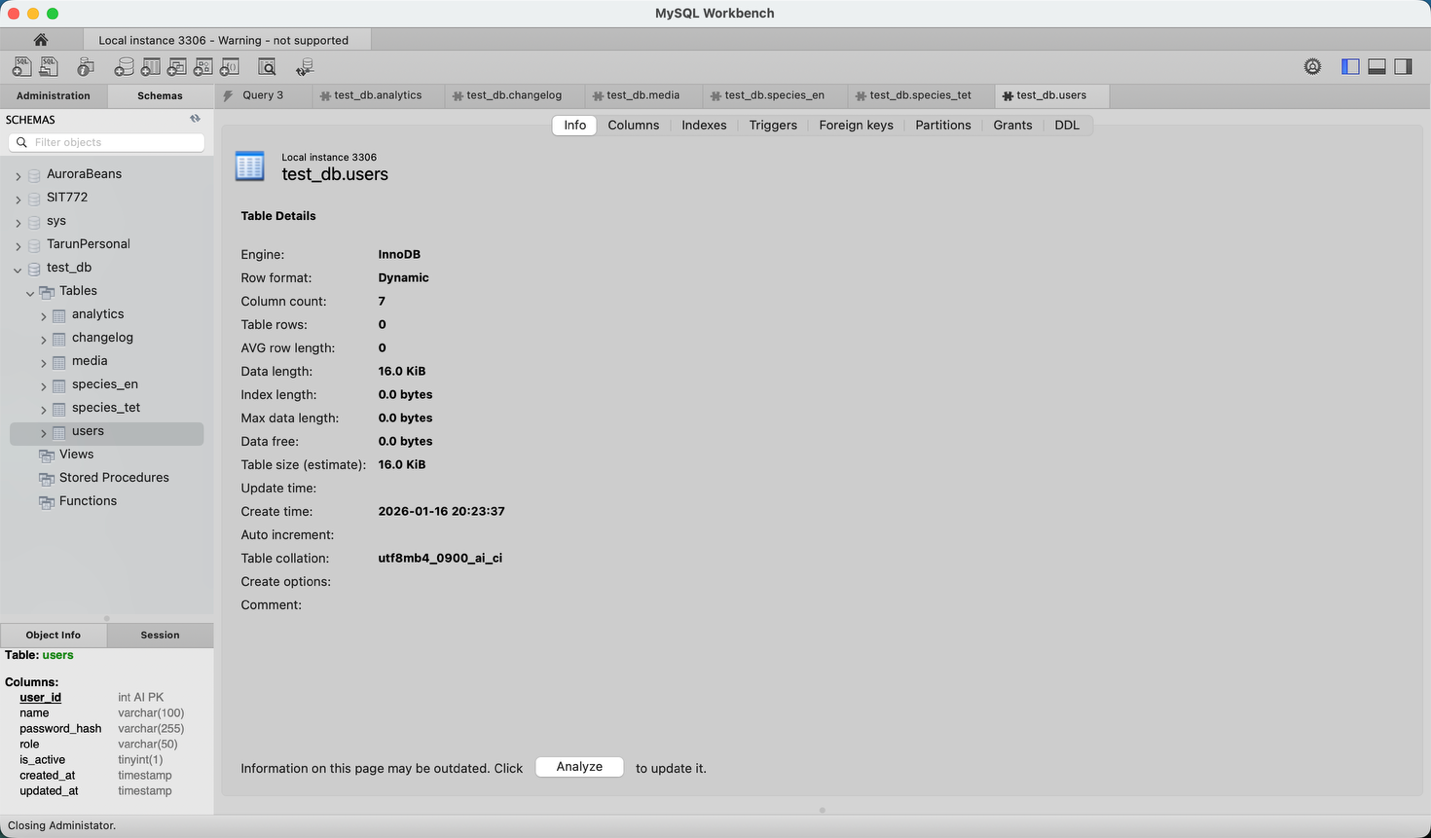 MySQL Workbench
Local instance 3306 - Warning - not supported
Administration Schemas Query 3 test_db.analytics test_db.changelog test_db.media test_db.species_en test_db.species_tet test_db.users
SCHEMAS
Filter objects
AuroraBeans
SIT772
sys
TarunPersonal
test_db
Tables
analytics
changelog
media
species_en
species_tet
users
Views
Stored Procedures
Functions
Object Info Session
Table: users
Columns:
user_id int AI PK
name varchar(100)
password_hash varchar(255)
role varchar(50)
is_active tinyint(1)
created_at timestamp
updated_at timestamp
Info Columns Indexes Triggers Foreign keys Partitions Grants DDL
Local instance 3306
test_db.users
Table Details
Engine: InnoDB
Row format: Dynamic
Column count: 7
Table rows: 0
AVG row length: 0
Data length: 16.0 KiB
Index length: 0.0 bytes
Max data length: 0.0 bytes
Data free: 0.0 bytes
Table size (estimate): 16.0 KiB
Update time:
Create time: 2026-01-16 20:23:37
Auto increment:
Table collation: utf8mb4_0900_ai_ci
Create options:
Comment:
Information on this page may be outdated. Click Analyze to update it.
Closing Administator.